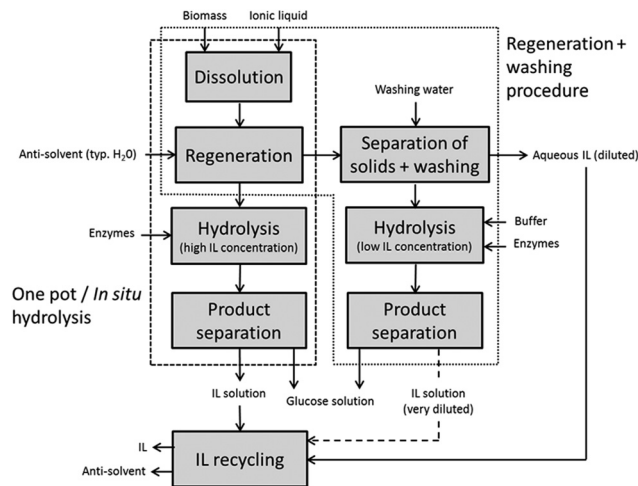 Biomass
Ionic liquid
Regeneration +
washing
procedure
Dissolution
Washing water
Anti-solvent (typ. H₂0)
Regeneration
Separation of
solids + washing
Aqueous IL (diluted)
Enzymes
Hydrolysis
(high IL concentration)
Hydrolysis
(low IL concentration)
Buffer
Enzymes
One pot / In situ
hydrolysis
Product
separation
Product
separation
IL solution
Glucose solution
IL solution
(very diluted)
IL
Anti-solvent
IL recycling